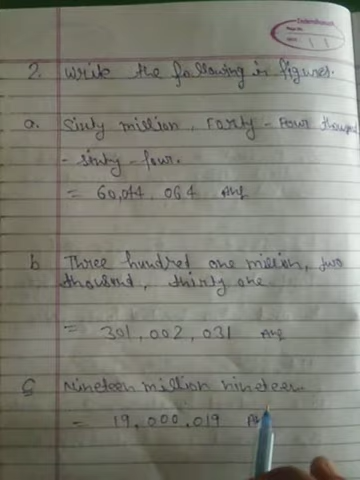 2. Write the following in figures.
a. Sixty million, Forty-Four thousand
- sixty-four.
= 60,044,064 Ans
b Three hundred one million, two
thousand, thirty one
= 301,002,031 Ans
C Nineteen million nineteen.
= 19,000,019